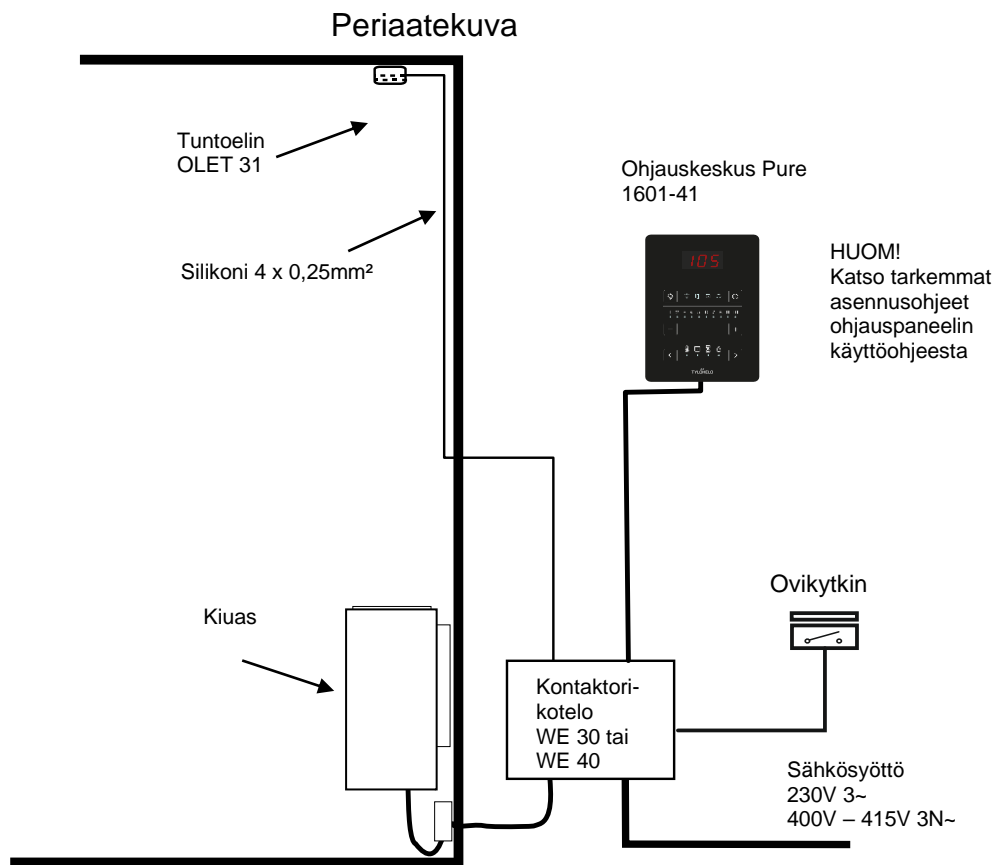 Periaatekuva
Tuntoelin
OLET 31
Ohjauskeskus Pure
1601-41
Silikoni 4 x 0,25mm²
105
HUOM!
Katso tarkemmat
asennusohjeet
ohjauspaneelin
käyttöohjeesta
TYLÖHELO
Ovikytkin
Kiuas
Kontaktori-
kotelo
WE 30 tai
WE 40
Sähkösyöttö
230V 3~
400V – 415V 3N~